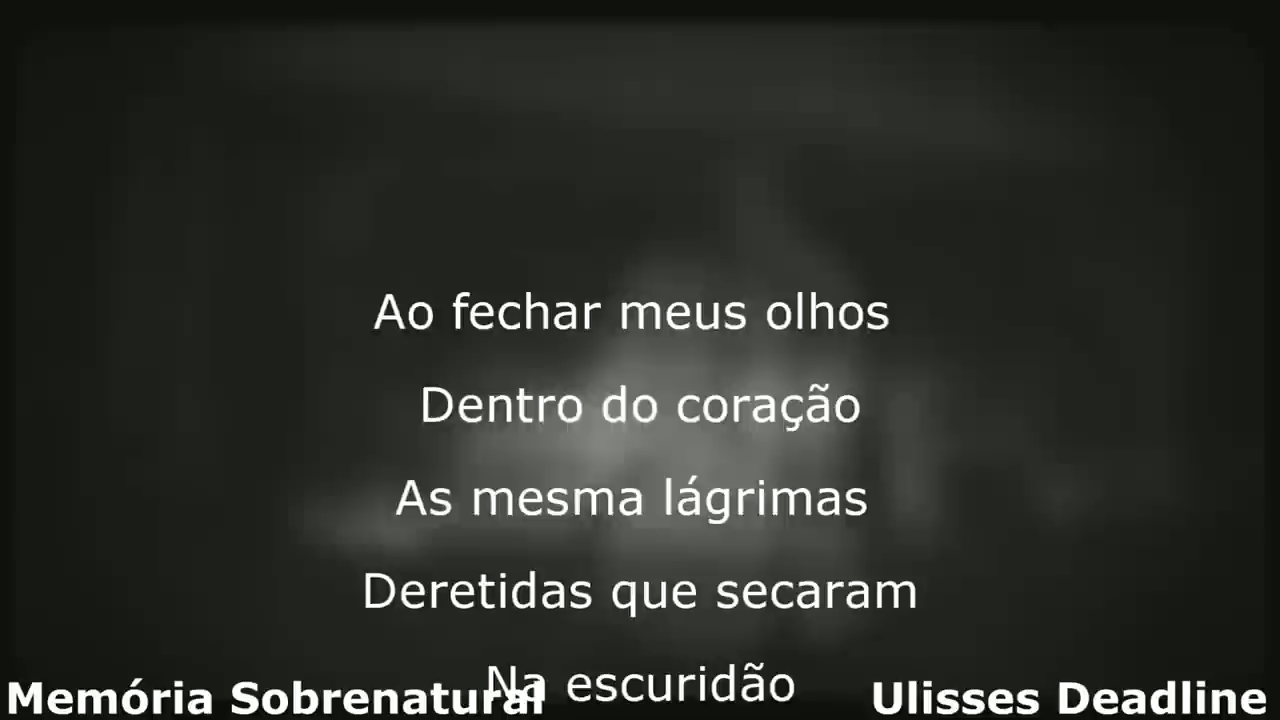 Ao fechar meus olhos
Dentro do coração
As mesma lágrimas
Deretidas que secaram
Na escuridão
Memória Sobrenatural
Ulisses Deadline